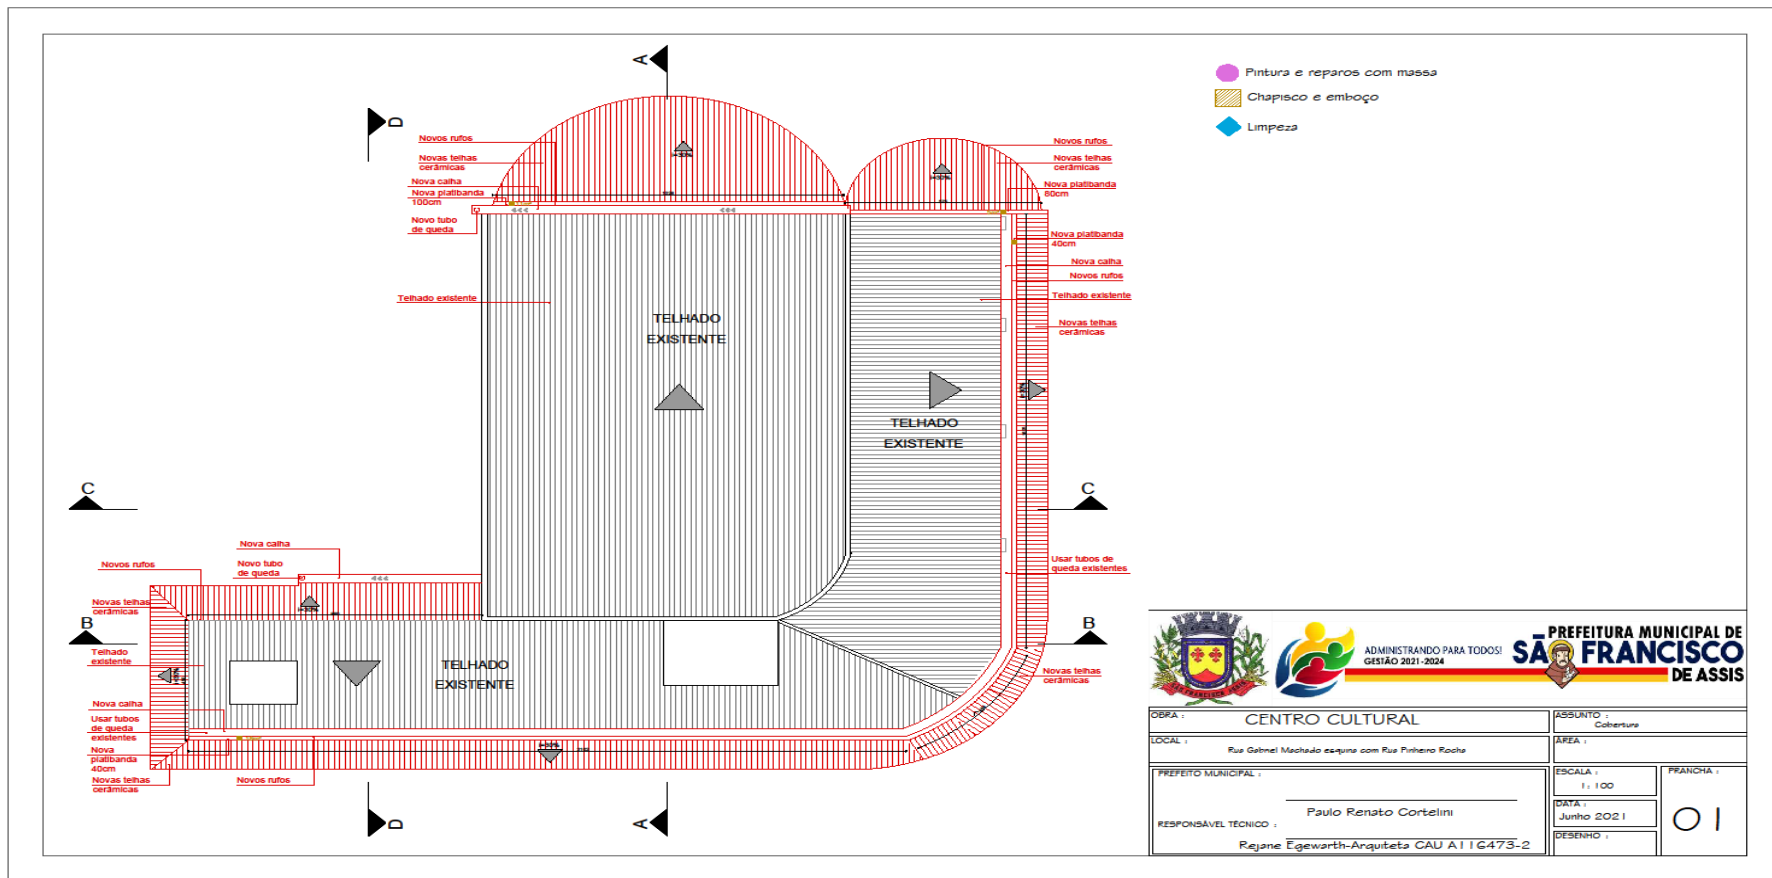 A
D
Pintura e reparos com massa
Chapisco e emboço
Limpeza
Novos rufos
Novas telhas
cerâmicas
Nova calha
Nova platibanda
100cm
Novo tubo
de queda
i=30%
Novos rufos
Novas telhas
cerâmicas
Nova platibanda
80cm
i=30%
Nova platibanda
40cm
Nova calha
Novos rufos
Telhado existente
Telhado existente
Novas telhas
cerâmicas
TELHADO
EXISTENTE
TELHADO
EXISTENTE
C
C
Nova calha
Novo tubo
de queda
Novos rufos
Usar tubos de
queda existentes
Novas telhas
cerâmicas
i=30%
B
B
Telhado
existente
TELHADO
EXISTENTE
Novas telhas
cerâmicas
Nova calha
Usar tubos
de queda
existentes
Nova
platibanda
40cm
Novas telhas
cerâmicas
Novos rufos
i=30%
D
A
ADMINISTRANDO PARA TODOS!
GESTÃO 2021-2024
PREFEITURA MUNICIPAL DE
SÃO FRANCISCO
DE ASSIS
OBRA :
CENTRO CULTURAL
ASSUNTO :
Cobertura
LOCAL :
Rua Gabriel Machado esquina com Rua Pinheiro Rocha
ÁREA :
PREFEITO MUNICIPAL :
Paulo Renato Cortelini
RESPONSÁVEL TÉCNICO :
Rejane Egewarth-Arquiteta CAU A116473-2
ESCALA :
1: 100
DATA :
Junho 2021
DESENHO :
PRANCHA :
01